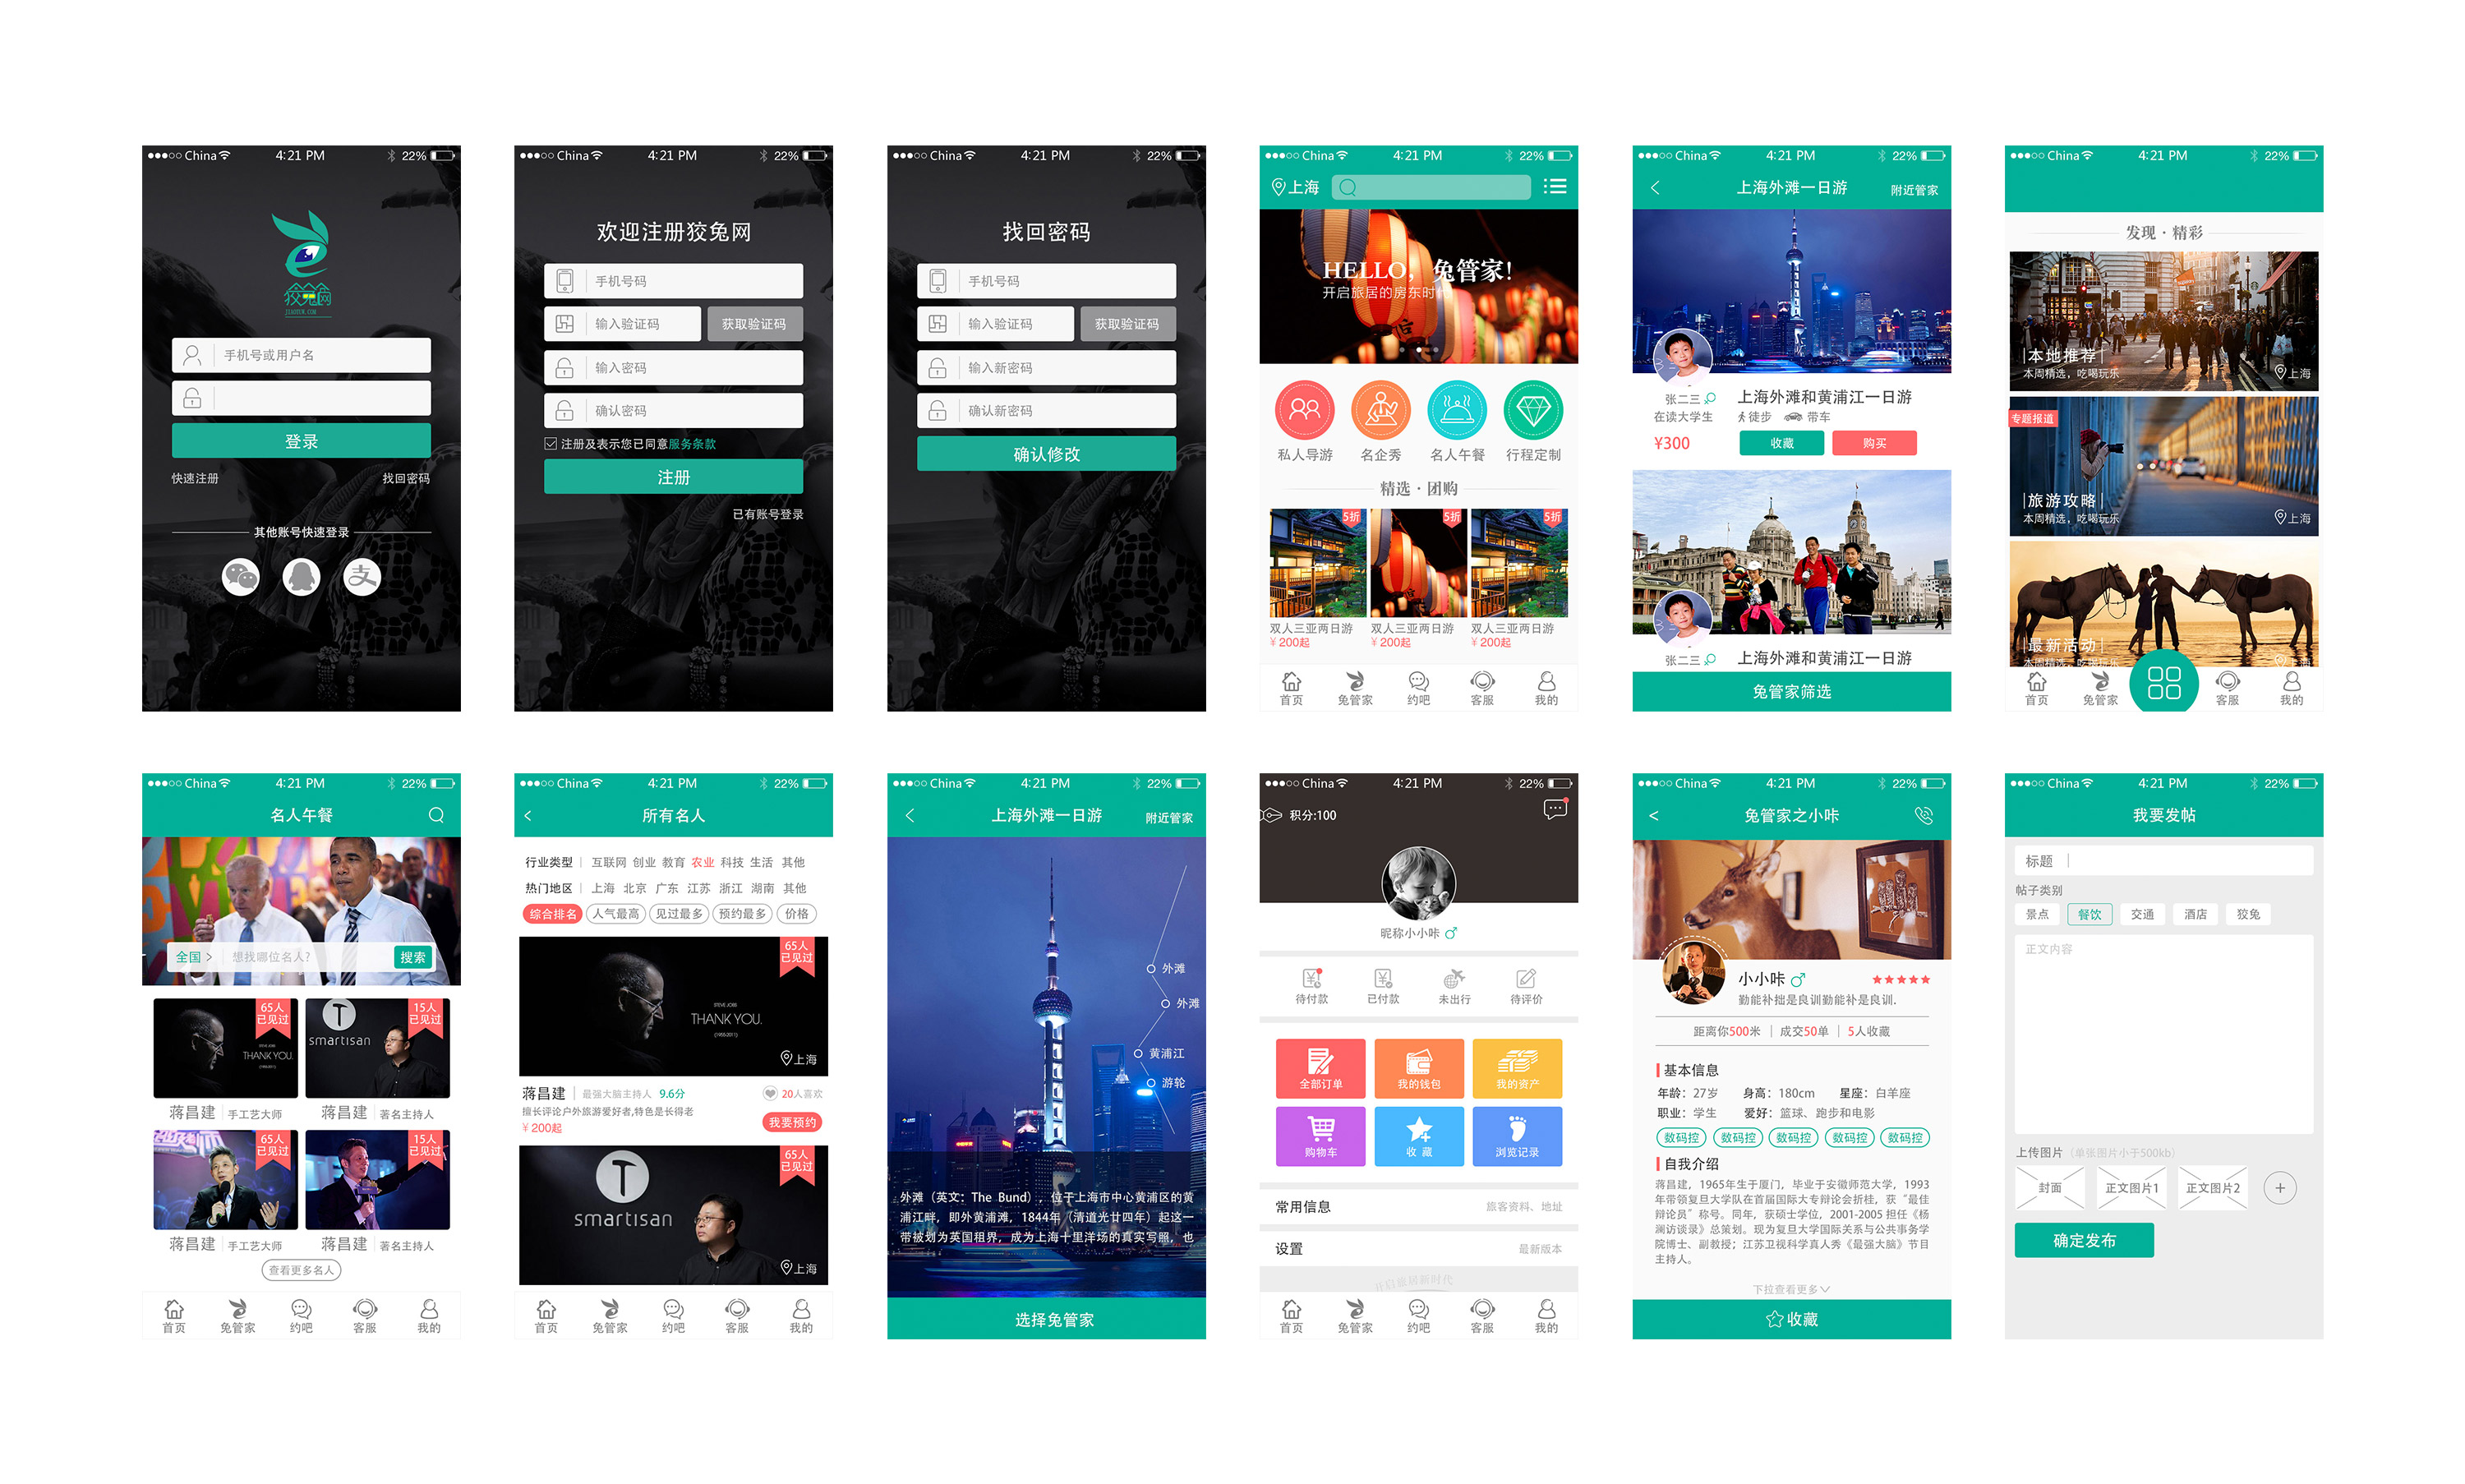 China 4:21 PM 22%
狡兔网
JIAOTUW.COM
手机号或用户名
登录
快速注册 找回密码
其他账号快速登录
China 4:21 PM 22%
欢迎注册狡兔网
手机号码
输入验证码 获取验证码
输入密码
确认密码
注册及表示您已同意服务条款
注册
已有账号登录
China 4:21 PM 22%
找回密码
手机号码
输入验证码 获取验证码
输入新密码
确认新密码
确认修改
China 4:21 PM 22%
上海
HELLO，兔管家!
开启旅居的房东时代
私人导游 名企秀 名人午餐 行程定制
精选·团购
5折 5折 5折
双人三亚两日游 双人三亚两日游 双人三亚两日游
¥200起 ¥200起 ¥200起
首页 兔管家 约吧 客服 我的
China 4:21 PM 22%
上海外滩一日游 附近管家
张二三 上海外滩和黄浦江一日游
在读大学生 徒步 带车
¥300 收藏 购买
张二三 上海外滩和黄浦江一日游
兔管家筛选
China 4:21 PM 22%
发现·精彩
|本地推荐|
本周精选，吃喝玩乐 上海
专题报道
|旅游攻略|
本周精选，吃喝玩乐 上海
|最新活动|
本周精选，吃喝玩乐 上海
首页 兔管家 客服 我的
China 4:21 PM 22%
名人午餐
全国 > 想找哪位名人? 搜索
65人
已见过
STEVE JOBS
THANK YOU.
(1955-2011)
15人
已见过
smartisan
蒋昌建 | 手工艺大师 蒋昌建 | 著名主持人
65人
已见过
15人
已见过
蒋昌建 | 手工艺大师 蒋昌建 | 著名主持人
查看更多名人
首页 兔管家 约吧 客服 我的
China 4:21 PM 22%
< 所有名人
行业类型 | 互联网 创业 教育 农业 科技 生活 其他
热门地区 | 上海 北京 广东 江苏 浙江 湖南 其他
综合排名 人气最高 见过最多 预约最多 价格
65人
已见过
STEVE JOBS
THANK YOU.
(1955-2011)
上海
蒋昌建 | 最强大脑主持人 9.6分 20人喜欢
擅长评论户外旅游爱好者,特色是长得老
¥200起 我要预约
65人
已见过
smartisan
上海
首页 兔管家 约吧 客服 我的
China 4:21 PM 22%
上海外滩一日游 附近管家
外滩
外滩
黄浦江
游轮
外滩（英文：The Bund），位于上海市中心黄浦区的黄
浦江畔，即外黄浦滩，1844年（清道光廿四年）起这一
带被划为英国租界，成为上海十里洋场的真实写照，也
选择兔管家
China 4:21 PM 22%
积分:100
昵称小小咔
待付款 已付款 未出行 待评价
全部订单 我的钱包 我的资产
购物车 收藏 浏览记录
常用信息 旅客资料、地址
设置 最新版本
开启旅居新时代
首页 兔管家 约吧 客服 我的
China 4:21 PM 22%
< 兔管家之小咔
小小咔
勤能补拙是良训勤能补是良训.
距离你500米 | 成交50单 | 5人收藏
基本信息
年龄：27岁 身高：180cm 星座：白羊座
职业：学生 爱好：篮球、跑步和电影
数码控 数码控 数码控 数码控 数码控
自我介绍
蒋昌建，1965年生于厦门，毕业于安徽师范大学，1993
年带领复旦大学队在首届国际大专辩论会折桂，获“最佳
辩论员”称号。同年，获硕士学位，2001-2005 担任《杨
澜访谈录》总策划。现为复旦大学国际关系与公共事务学
院博士、副教授；江苏卫视科学真人秀《最强大脑》节目
主持人。
下拉查看更多
收藏
China 4:21 PM 22%
我要发帖
标题
帖子类别
景点 餐饮 交通 酒店 狡兔
正文内容
上传图片（单张图片小于500kb）
封面 正文图片1 正文图片2
确定发布